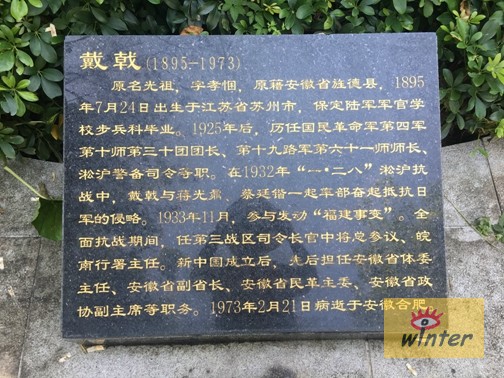 戴戟(1895-1973)
原名光祖，字孝悃，原藉安徽省旌德县，1895
年7月24日出生于江苏省苏州市，保定陆军军官学
校步兵科毕业。1925年后，历任国民革命军第四军
第十师第三十团团长、第十九路军第六十一师师长、
淞沪警备司令等职。在1932年“一·二八”淞沪抗
战中，戴戟与蒋光鼐、蔡廷锴一起率部奋起抵抗日
军的侵略。1933年11月，参与发动“福建事变”。全
面抗战期间，任第三战区司令长官中将总参议、皖
南行署主任。新中国成立后，先后担任安徽省体委
主任、安徽省副省长、安徽省民革主委、安徽省政
协副主席等职务。1973年2月21日病逝于安徽合肥
winter